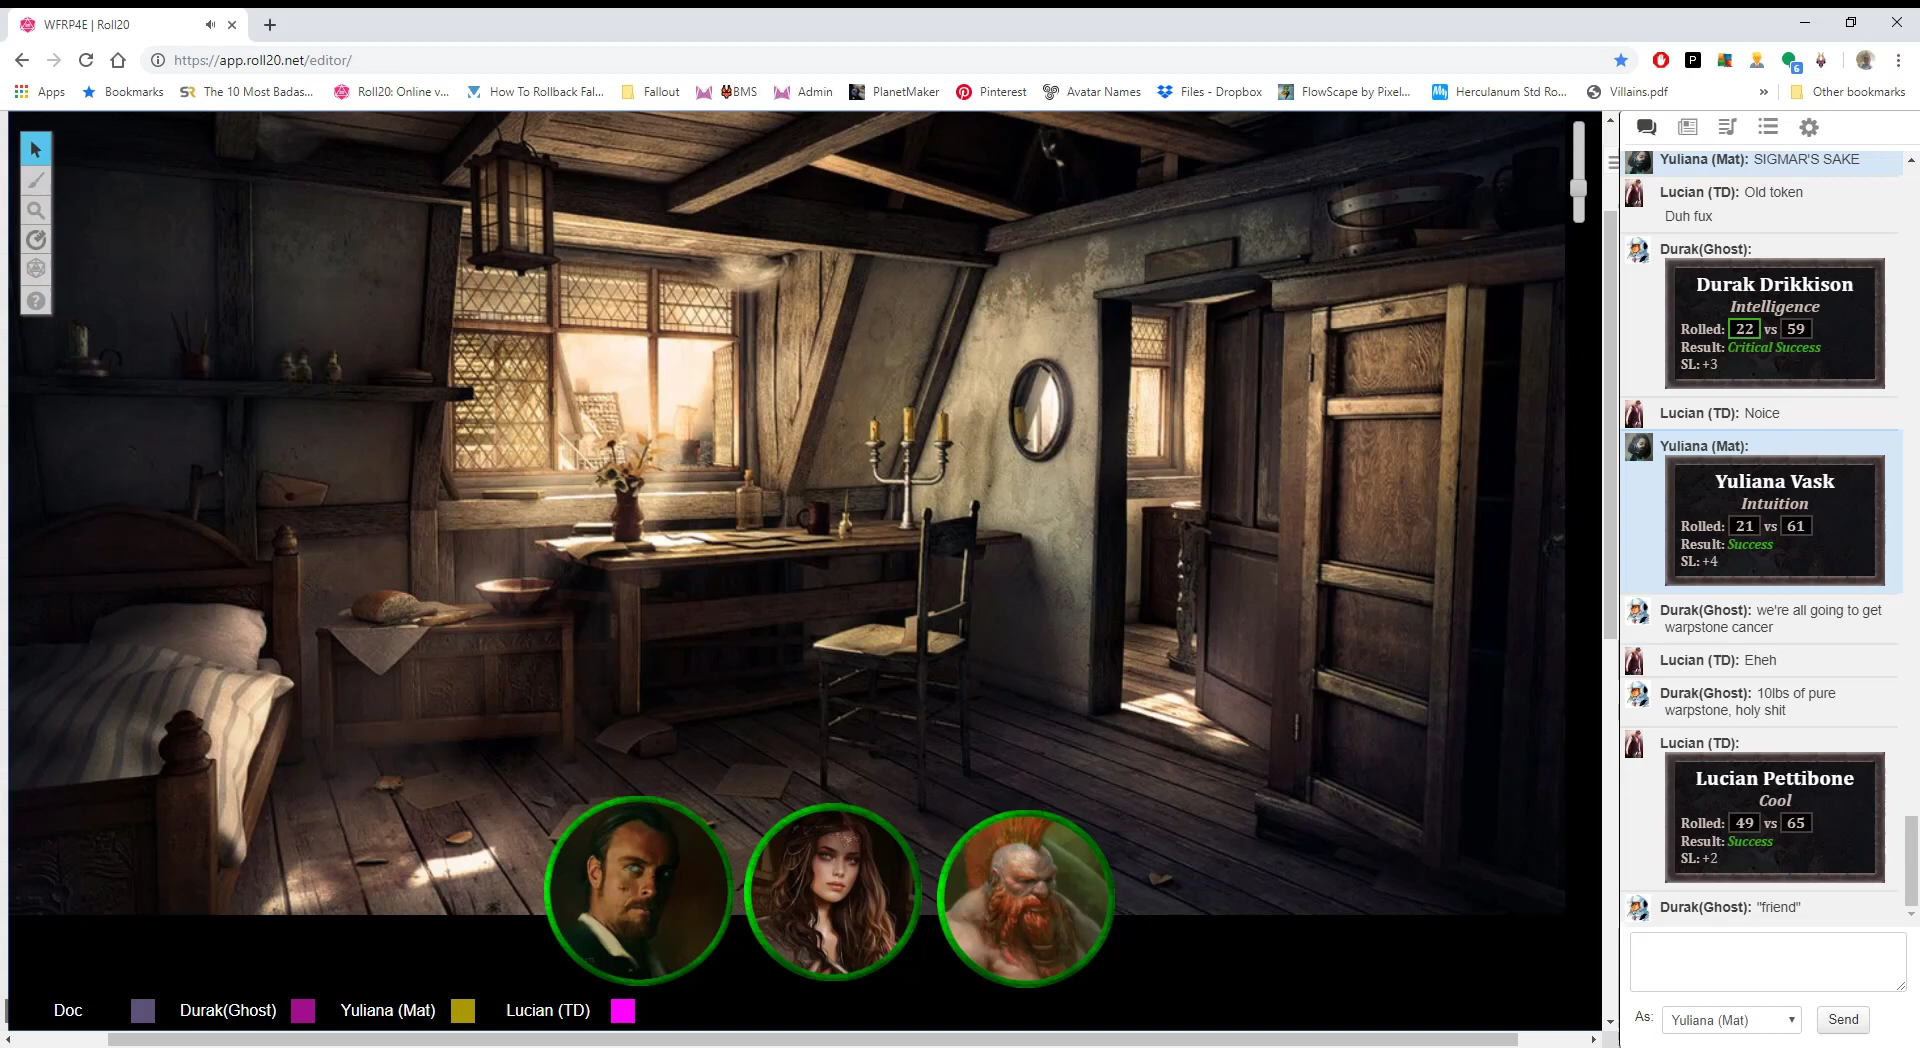 WFRP4E | Roll20
https://app.roll20.net/editor/
6
Apps
Bookmarks
SR The 10 Most Badas...
Roll20: Online v...
How To Rollback Fal...
Fallout
BMS
Admin
PlanetMaker
Pinterest
Avatar Names
Files - Dropbox
FlowScape by Pixel...
Herculanum Std Ro...
Villains.pdf
»
Other bookmarks
Yuliana (Mat): SIGMAR'S SAKE
Lucian (TD): Old token
Duh fux
Durak(Ghost):
Durak Drikkison
Intelligence
Rolled: 22 vs 59
Result: Critical Success
SL: +3
Lucian (TD): Noice
Yuliana (Mat):
Yuliana Vask
Intuition
Rolled: 21 vs 61
Result: Success
SL: +4
Durak(Ghost): we're all going to get
warpstone cancer
Lucian (TD): Eheh
Durak(Ghost): 10lbs of pure
warpstone, holy shit
Lucian (TD):
Lucian Pettibone
Cool
Rolled: 49 vs 65
Result: Success
SL: +2
Durak(Ghost): "friend"
Doc
Durak(Ghost)
Yuliana (Mat)
Lucian (TD)
As: Yuliana (Mat)
Send